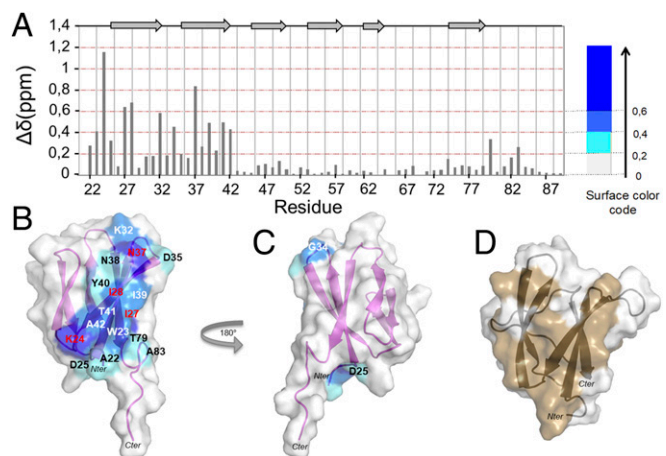 A
1,4
1,2
1
0,8
0,6
0,4
0,2
0
Δδ(ppm)
22 27 32 37 42 47 52 57 62 67 72 77 82 87
Residue
0,6
0,4
0,2
0
Surface color
code
B
K32
N38
D35
Y40
I28
I39
T41
I27
A42
W23
K24
T79
A83
D25
A22
Nter
Cter
180°
C
G34
Nter
D25
Cter
D
Cter
Nter